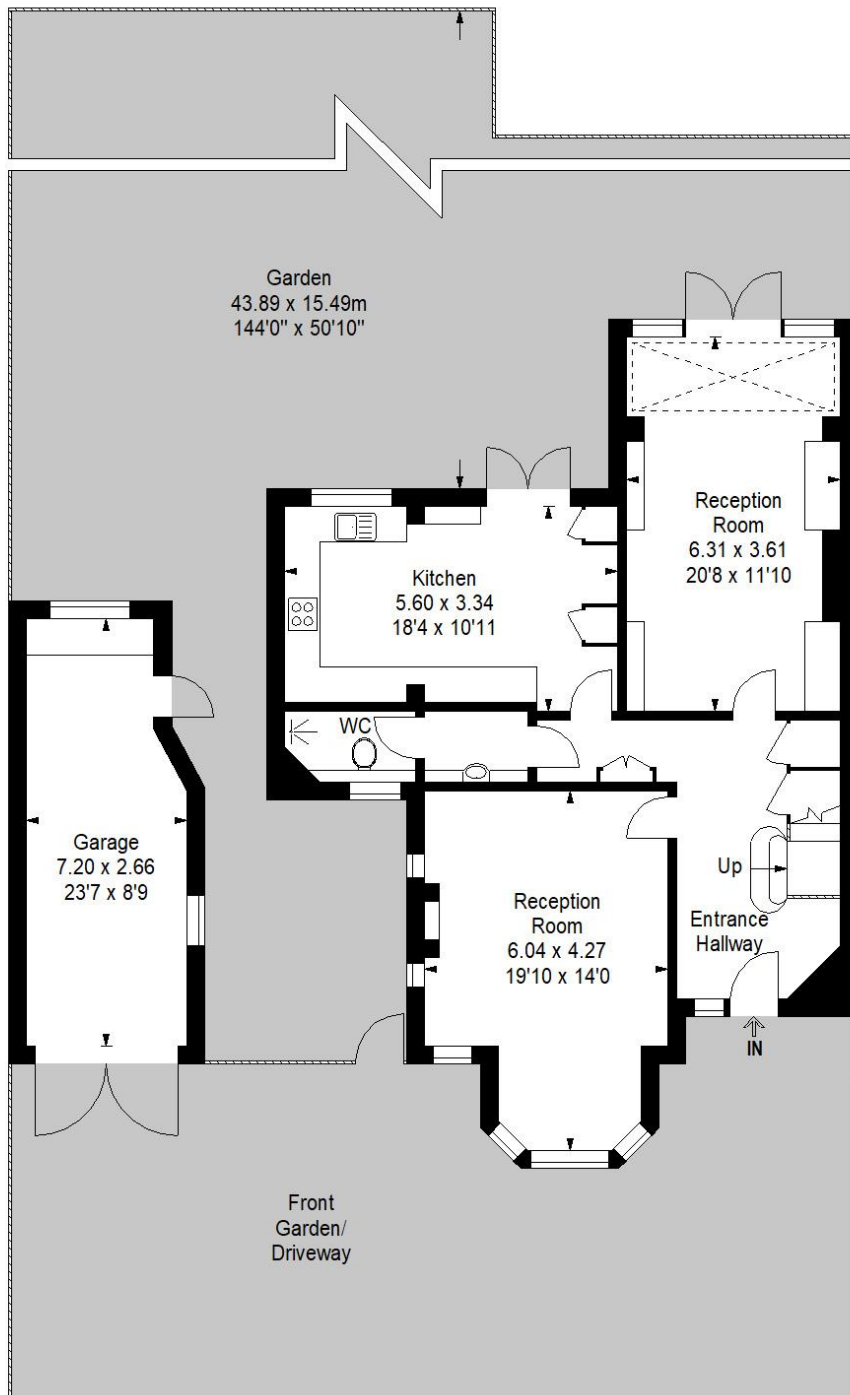 Garden
43.89 x 15.49m
144'0" x 50'10"
Reception
Room
6.31 x 3.61
20'8 x 11'10
Kitchen
5.60 x 3.34
18'4 x 10'11
WC
Garage
7.20 x 2.66
23'7 x 8'9
Reception
Room
6.04 x 4.27
19'10 x 14'0
Up
Entrance
Hallway
IN
Front
Garden/
Driveway